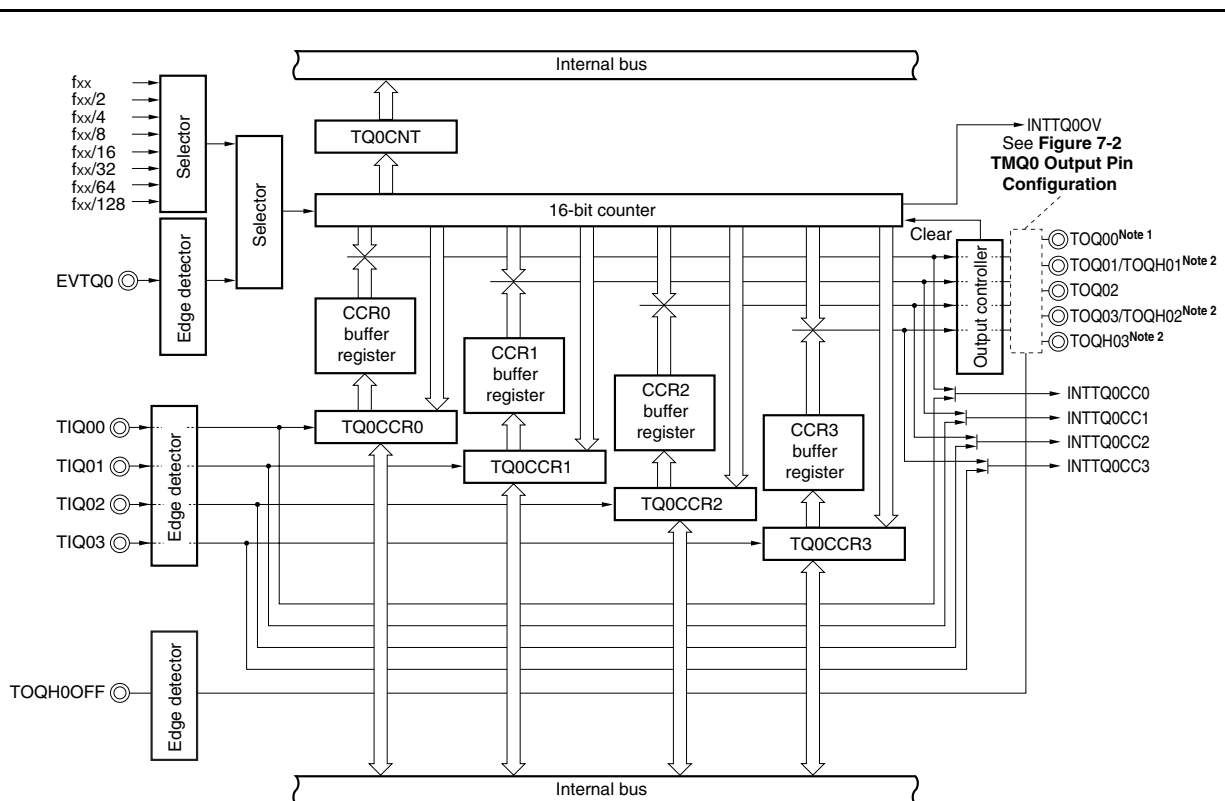 Internal bus
fxx
fxx/2
fxx/4
fxx/8
fxx/16
fxx/32
fxx/64
fxx/128
Selector
Selector
TQ0CNT
16-bit counter
INTTQ0OV
See Figure 7-2
TMQ0 Output Pin
Configuration
Clear
EVTQ0
Edge detector
CCR0
buffer
register
CCR1
buffer
register
CCR2
buffer
register
CCR3
buffer
register
Output controller
TOQ00Note 1
TOQ01/TOQH01Note 2
TOQ02
TOQ03/TOQH02Note 2
TOQH03Note 2
INTTQ0CC0
INTTQ0CC1
INTTQ0CC2
INTTQ0CC3
TIQ00
TIQ01
TIQ02
TIQ03
Edge detector
TQ0CCR0
TQ0CCR1
TQ0CCR2
TQ0CCR3
TOQH0OFF
Edge detector
Internal bus